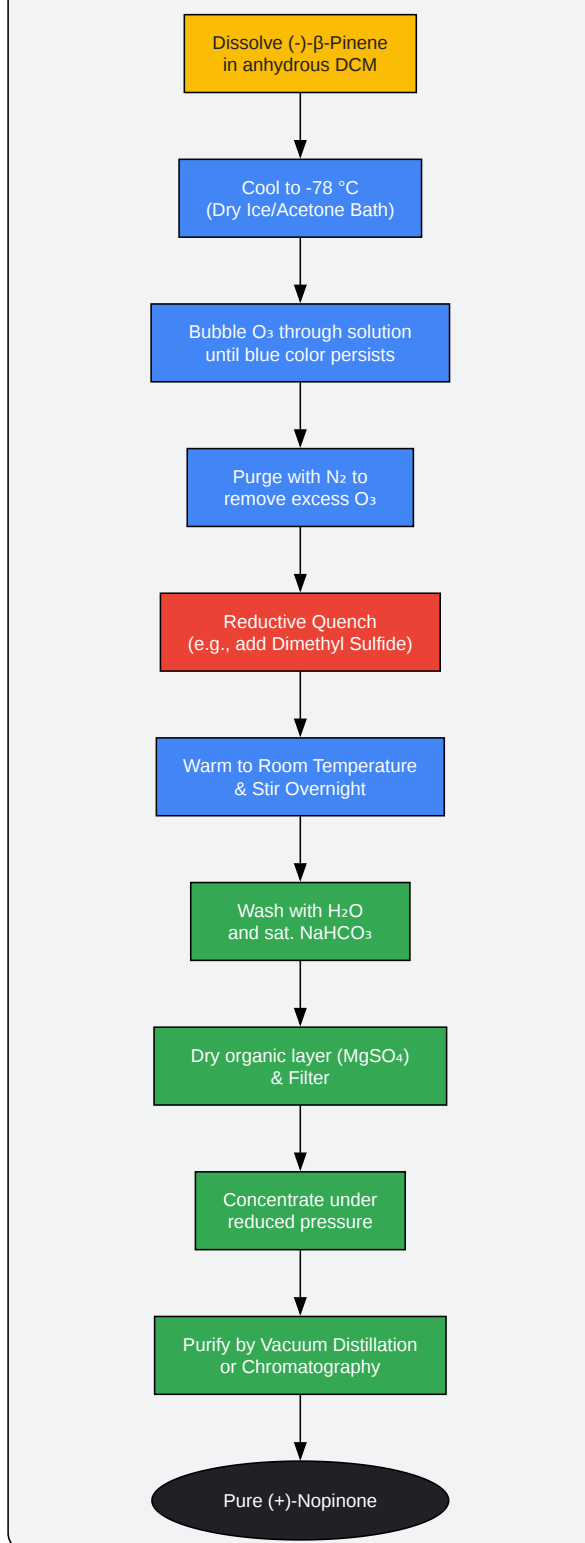 Dissolve (-)-β-Pinene
in anhydrous DCM
Cool to -78 °C
(Dry Ice/Acetone Bath)
Bubble O₃ through solution
until blue color persists
Purge with N₂ to
remove excess O₃
Reductive Quench
(e.g., add Dimethyl Sulfide)
Warm to Room Temperature
& Stir Overnight
Wash with H₂O
and sat. NaHCO₃
Dry organic layer (MgSO₄)
& Filter
Concentrate under
reduced pressure
Purify by Vacuum Distillation
or Chromatography
Pure (+)-Nopinone